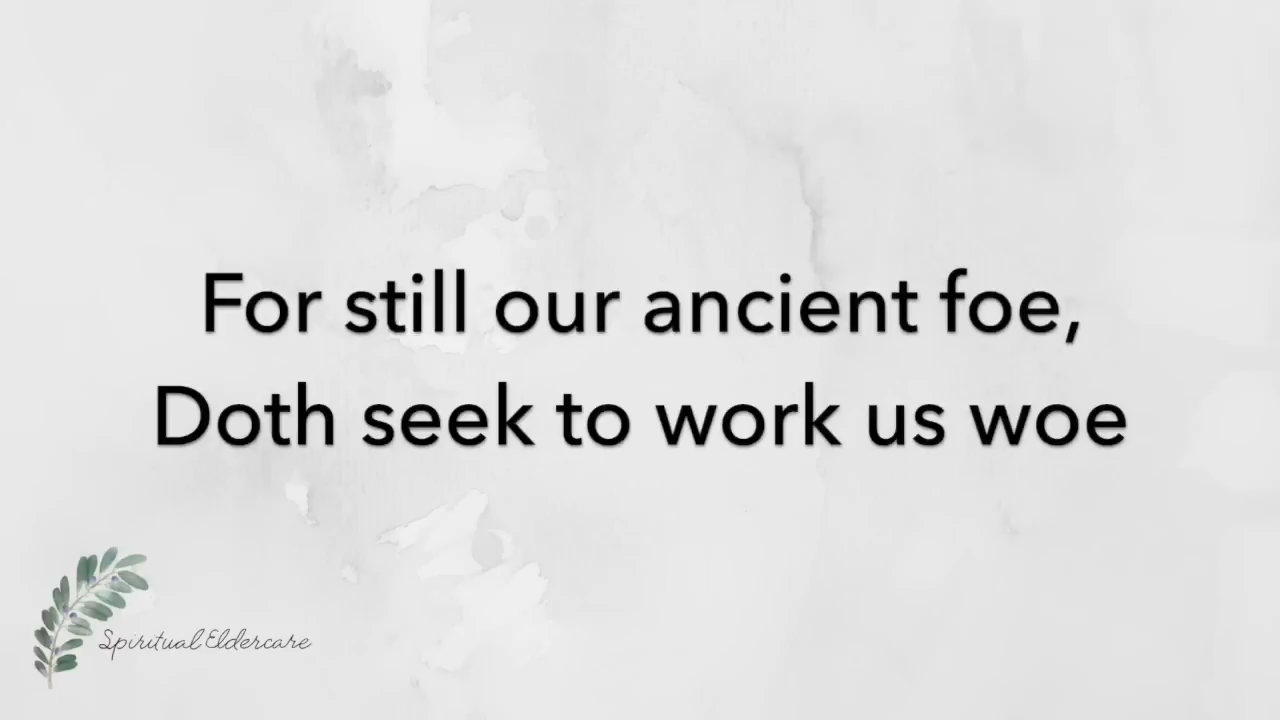 For still our ancient foe,
Doth seek to work us woe
Spiritual Eldercare